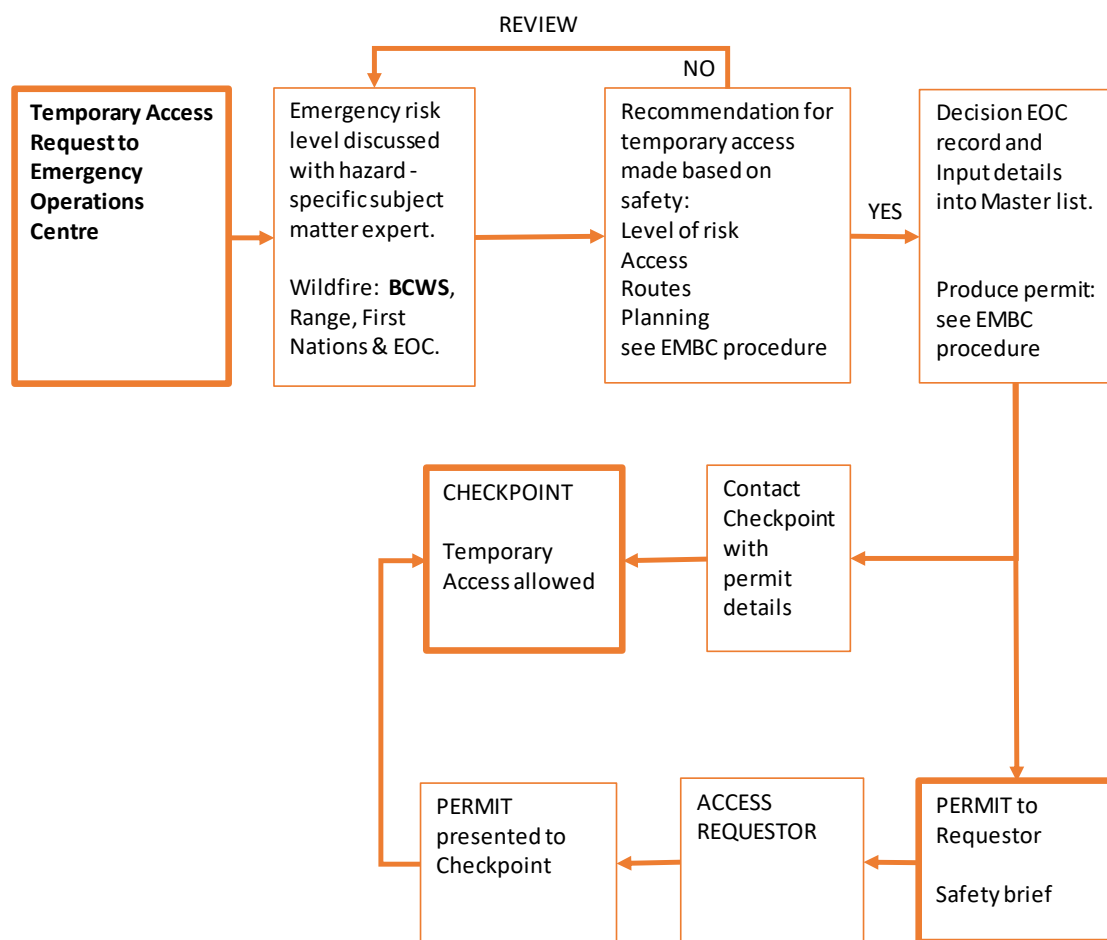 REVIEW
NO
Temporary Access
Request to
Emergency
Operations
Centre
Emergency risk
level discussed
with hazard -
specific subject
matter expert.
Wildfire: BCWS,
Range, First
Nations & EOC.
Recommendation for
temporary access
made based on
safety:
Level of risk
Access
Routes
Planning
see EMBC procedure
YES
Decision EOC
record and
Input details
into Master list.
Produce permit:
see EMBC
procedure
CHECKPOINT
Temporary
Access allowed
Contact
Checkpoint
with
permit
details
PERMIT
presented to
Checkpoint
ACCESS
REQUESTOR
PERMIT to
Requestor
Safety brief